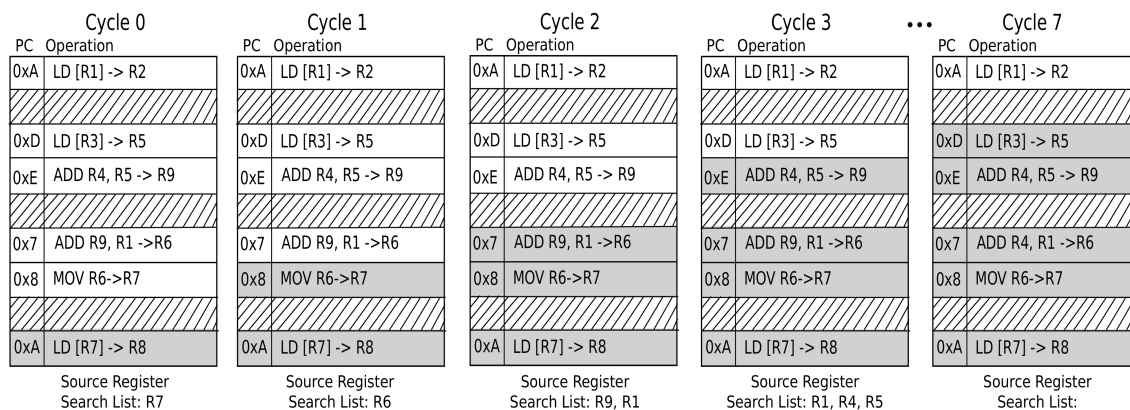 Cycle 0
PC Operation
0xA LD [R1] -> R2
0xD LD [R3] -> R5
0xE ADD R4, R5 -> R9
0x7 ADD R9, R1 ->R6
0x8 MOV R6->R7
0xA LD [R7] -> R8
Source Register
Search List: R7
Cycle 1
PC Operation
0xA LD [R1] -> R2
0xD LD [R3] -> R5
0xE ADD R4, R5 -> R9
0x7 ADD R9, R1 ->R6
0x8 MOV R6->R7
0xA LD [R7] -> R8
Source Register
Search List: R6
Cycle 2
PC Operation
0xA LD [R1] -> R2
0xD LD [R3] -> R5
0xE ADD R4, R5 -> R9
0x7 ADD R9, R1 ->R6
0x8 MOV R6->R7
0xA LD [R7] -> R8
Source Register
Search List: R9, R1
Cycle 3
PC Operation
0xA LD [R1] -> R2
0xD LD [R3] -> R5
0xE ADD R4, R5 -> R9
0x7 ADD R9, R1 ->R6
0x8 MOV R6->R7
0xA LD [R7] -> R8
Source Register
Search List: R1, R4, R5
...
Cycle 7
PC Operation
0xA LD [R1] -> R2
0xD LD [R3] -> R5
0xE ADD R4, R5 -> R9
0x7 ADD R4, R1 ->R6
0x8 MOV R6->R7
0xA LD [R7] -> R8
Source Register
Search List: